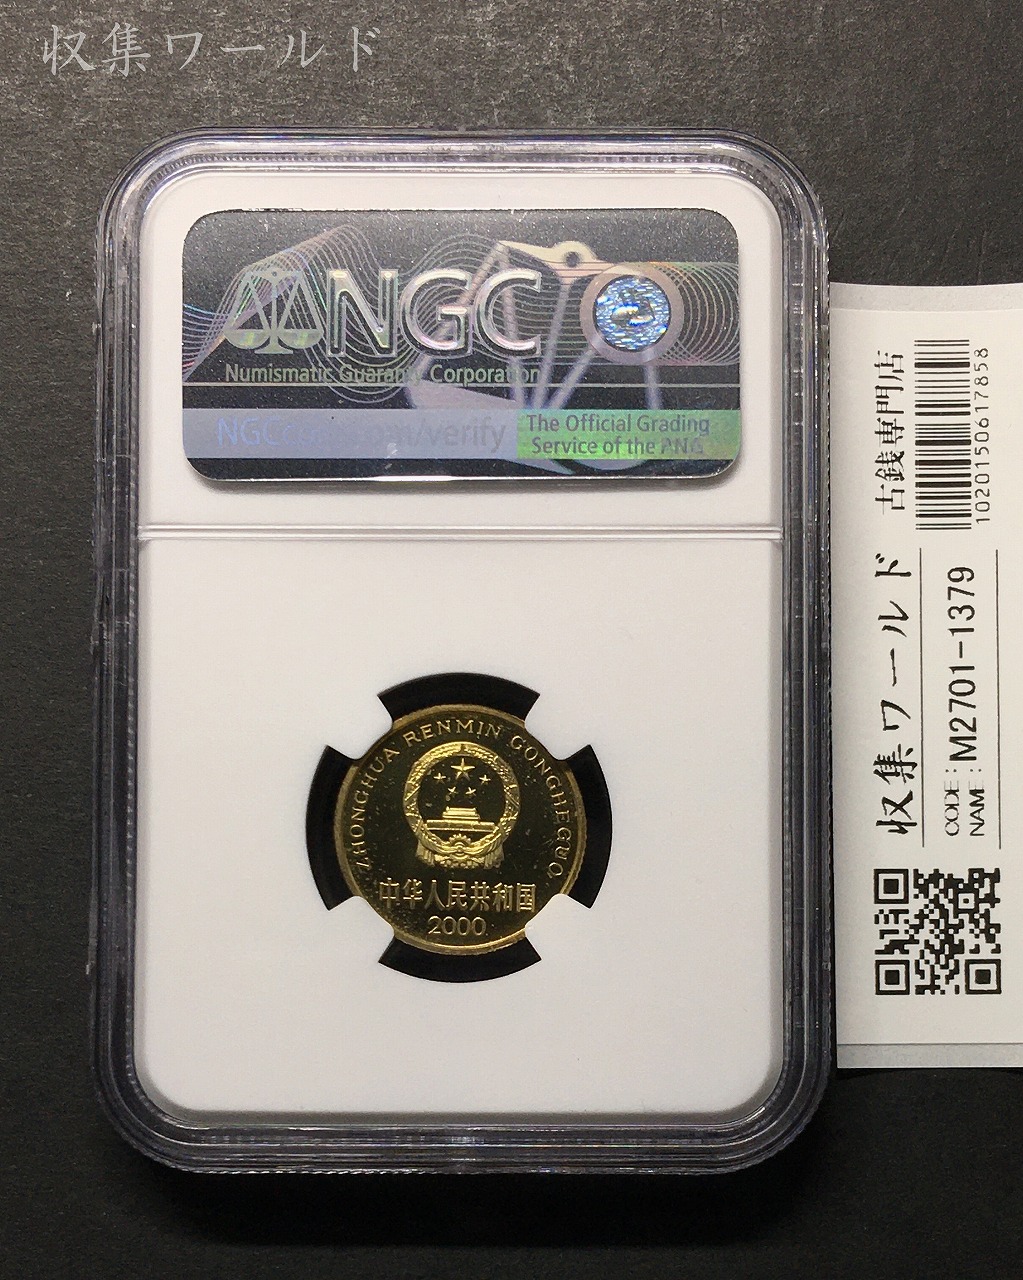 収集ワールド
NGC
Numismatic Guaranty Corporation
NGCcoin.com/verify
The Official Grading
Service of the ANA
ZHONGHUA RENMIN GONGHEGUO
中华人民共和国
2000
収集ワールド 古銭専門店
1020150617858
CODE : M2701-1379
NAME :